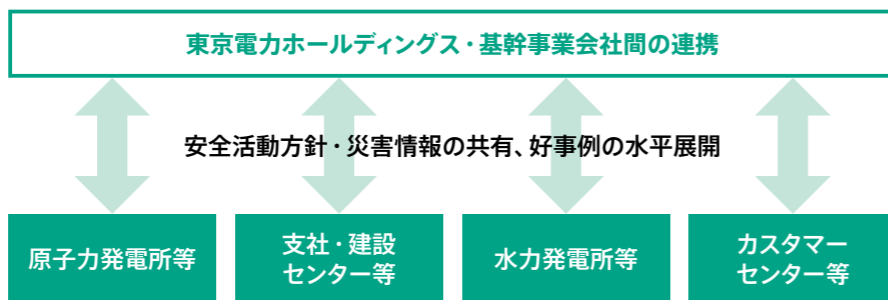 東京電力ホールディングス・基幹事業会社間の連携
安全活動方針・災害情報の共有、好事例の水平展開
原子力発電所等
支社・建設
センター等
水力発電所等
カスタマー
センター等